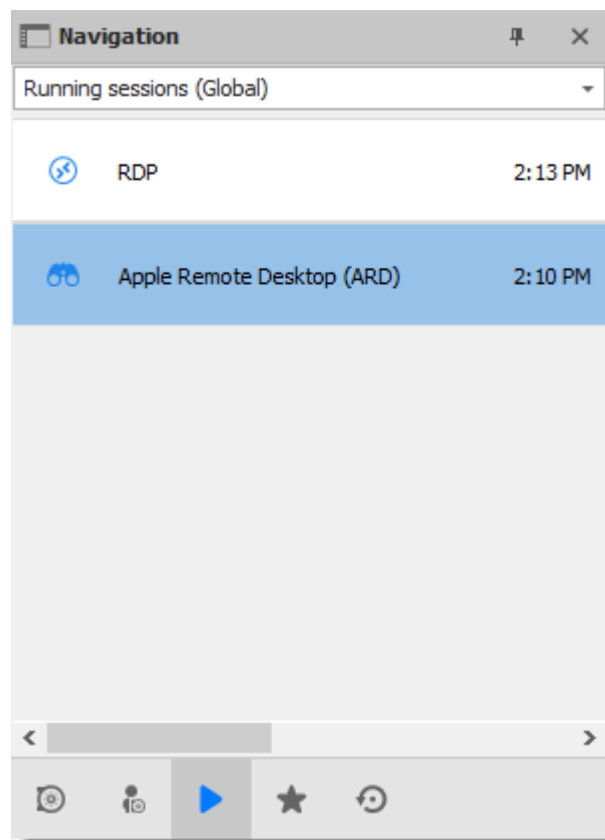 Navigation
Running sessions (Global)
RDP 2:13 PM
Apple Remote Desktop (ARD) 2:10 PM